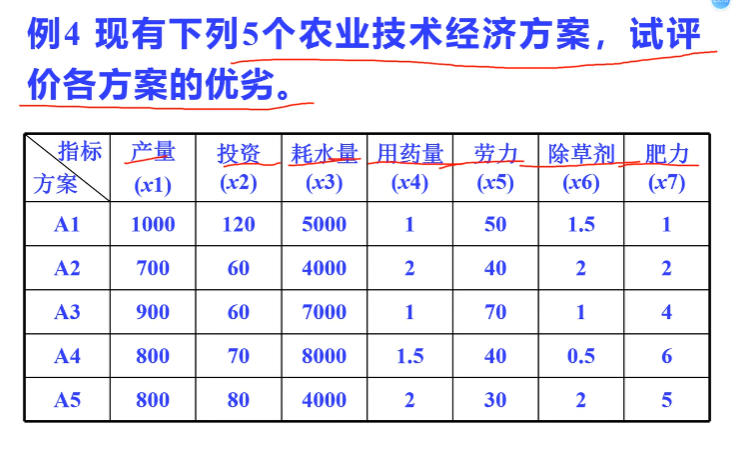 例4 现有下列5个农业技术经济方案，试评
价各方案的优劣。
指标 产量 投资 耗水量 用药量 劳力 除草剂 肥力
方案 (x1) (x2) (x3) (x4) (x5) (x6) (x7)
A1 1000 120 5000 1 50 1.5 1
A2 700 60 4000 2 40 2 2
A3 900 60 7000 1 70 1 4
A4 800 70 8000 1.5 40 0.5 6
A5 800 80 4000 2 30 2 5